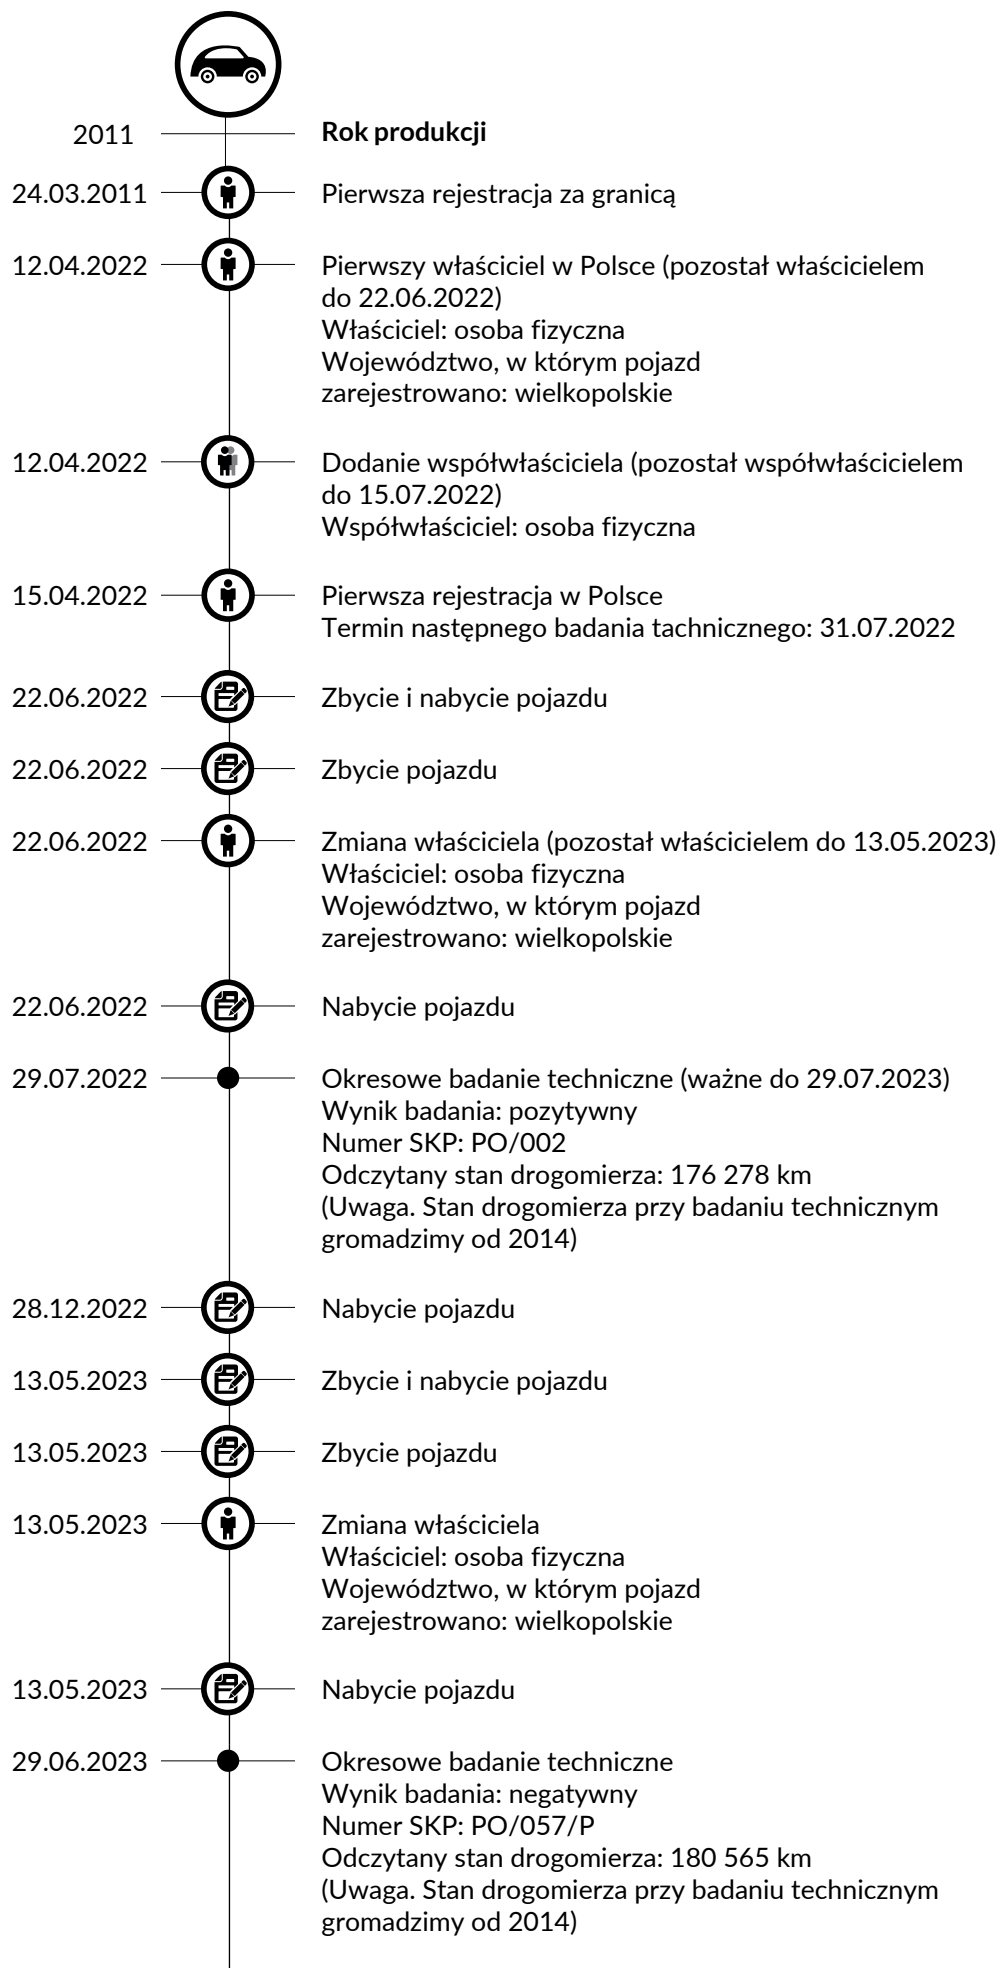 2011 Rok produkcji
24.03.2011 Pierwsza rejestracja za granicą
12.04.2022 Pierwszy właściciel w Polsce (pozostał właścicielem
do 22.06.2022)
Właściciel: osoba fizyczna
Województwo, w którym pojazd
zarejestrowano: wielkopolskie
12.04.2022 Dodanie współwłaściciela (pozostał współwłaścicielem
do 15.07.2022)
Współwłaściciel: osoba fizyczna
15.04.2022 Pierwsza rejestracja w Polsce
Termin następnego badania tachnicznego: 31.07.2022
22.06.2022 Zbycie i nabycie pojazdu
22.06.2022 Zbycie pojazdu
22.06.2022 Zmiana właściciela (pozostał właścicielem do 13.05.2023)
Właściciel: osoba fizyczna
Województwo, w którym pojazd
zarejestrowano: wielkopolskie
22.06.2022 Nabycie pojazdu
29.07.2022 Okresowe badanie techniczne (ważne do 29.07.2023)
Wynik badania: pozytywny
Numer SKP: PO/002
Odczytany stan drogomierza: 176 278 km
(Uwaga. Stan drogomierza przy badaniu technicznym
gromadzimy od 2014)
28.12.2022 Nabycie pojazdu
13.05.2023 Zbycie i nabycie pojazdu
13.05.2023 Zbycie pojazdu
13.05.2023 Zmiana właściciela
Właściciel: osoba fizyczna
Województwo, w którym pojazd
zarejestrowano: wielkopolskie
13.05.2023 Nabycie pojazdu
29.06.2023 Okresowe badanie techniczne
Wynik badania: negatywny
Numer SKP: PO/057/P
Odczytany stan drogomierza: 180 565 km
(Uwaga. Stan drogomierza przy badaniu technicznym
gromadzimy od 2014)